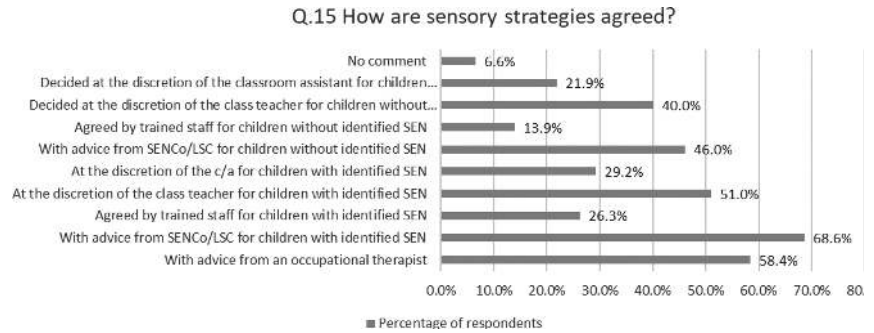 Q.15 How are sensory strategies agreed?
No comment
6.6%
Decided at the discretion of the classroom assistant for children...
21.9%
Decided at the discretion of the class teacher for children without...
40.0%
Agreed by trained staff for children without identified SEN
13.9%
With advice from SENCo/LSC for children without identified SEN
46.0%
At the discretion of the c/a for children with identified SEN
29.2%
At the discretion of the class teacher for children with identified SEN
51.0%
Agreed by trained staff for children with identified SEN
26.3%
With advice from SENCo/LSC for children with identified SEN
68.6%
With advice from an occupational therapist
58.4%
0.0% 10.0% 20.0% 30.0% 40.0% 50.0% 60.0% 70.0% 80.
Percentage of respondents